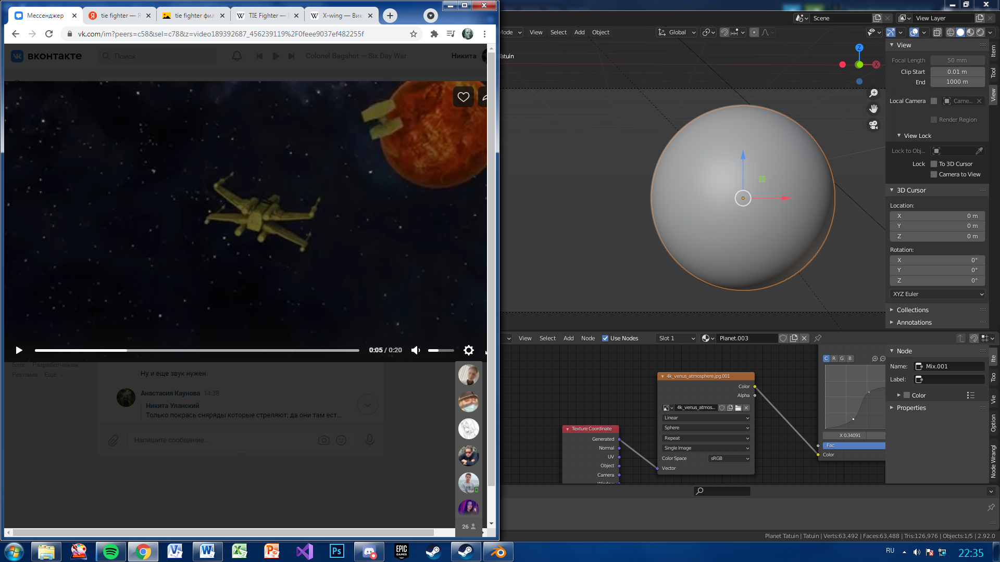 Мессенджер
tie fighter — Я
tie fighter фил
TIE Fighter —
X-wing — Вик
vk.com/im?peers=c58&sel=c78&z=video189392687_456239119%2F0feee9037ef482255f
вконтакте
Поиск
Colonel Bagshot — Six Day War
Никита
0:05 / 0:20
Блог Разработчикам
Реклама Ещё
Ну и еще звук нужен.
Анастасия Каунова 14:38
Никита Уланский
Только покрась сняряды которые стреляют; да они там ест...
Напишите сообщение...
26
Scene
View Layer
Mode View Select Add Object
Global
Tatuin
Z
X
View
Focal Length 50 mm
Clip Start 0.01 m
End 1000 m
Local Camera Came...
Render Region
View Lock
Lock to Obj...
Lock To 3D Cursor
Camera to View
3D Cursor
Location:
X 0 m
Y 0 m
Z 0 m
Rotation:
X 0°
Y 0°
Z 0°
XYZ Euler
Collections
Annotations
Item
Tool
View
View Select Add Node Use Nodes Slot 1 Planet.003
4k_venus_atmosphere.jpg.001
Color
Alpha
4k_venus_atmos...
Linear
Sphere
Repeat
Single Image
Color Space sRGB
Vector
Texture Coordinate
Generated
Normal
UV
Object
Camera
C R G B
X 0.34091
Fac
Color
Node
Name: Mix.001
Label:
Color
Properties
Ite
Too
Vie
Option
Node Wrangl
Planet Tatuin | Tatuin | Verts:63,492 | Faces:63,488 | Tris:126,976 | Objects:1/5 | 2.92.0
Ps
EPIC GAMES
RU
22:35